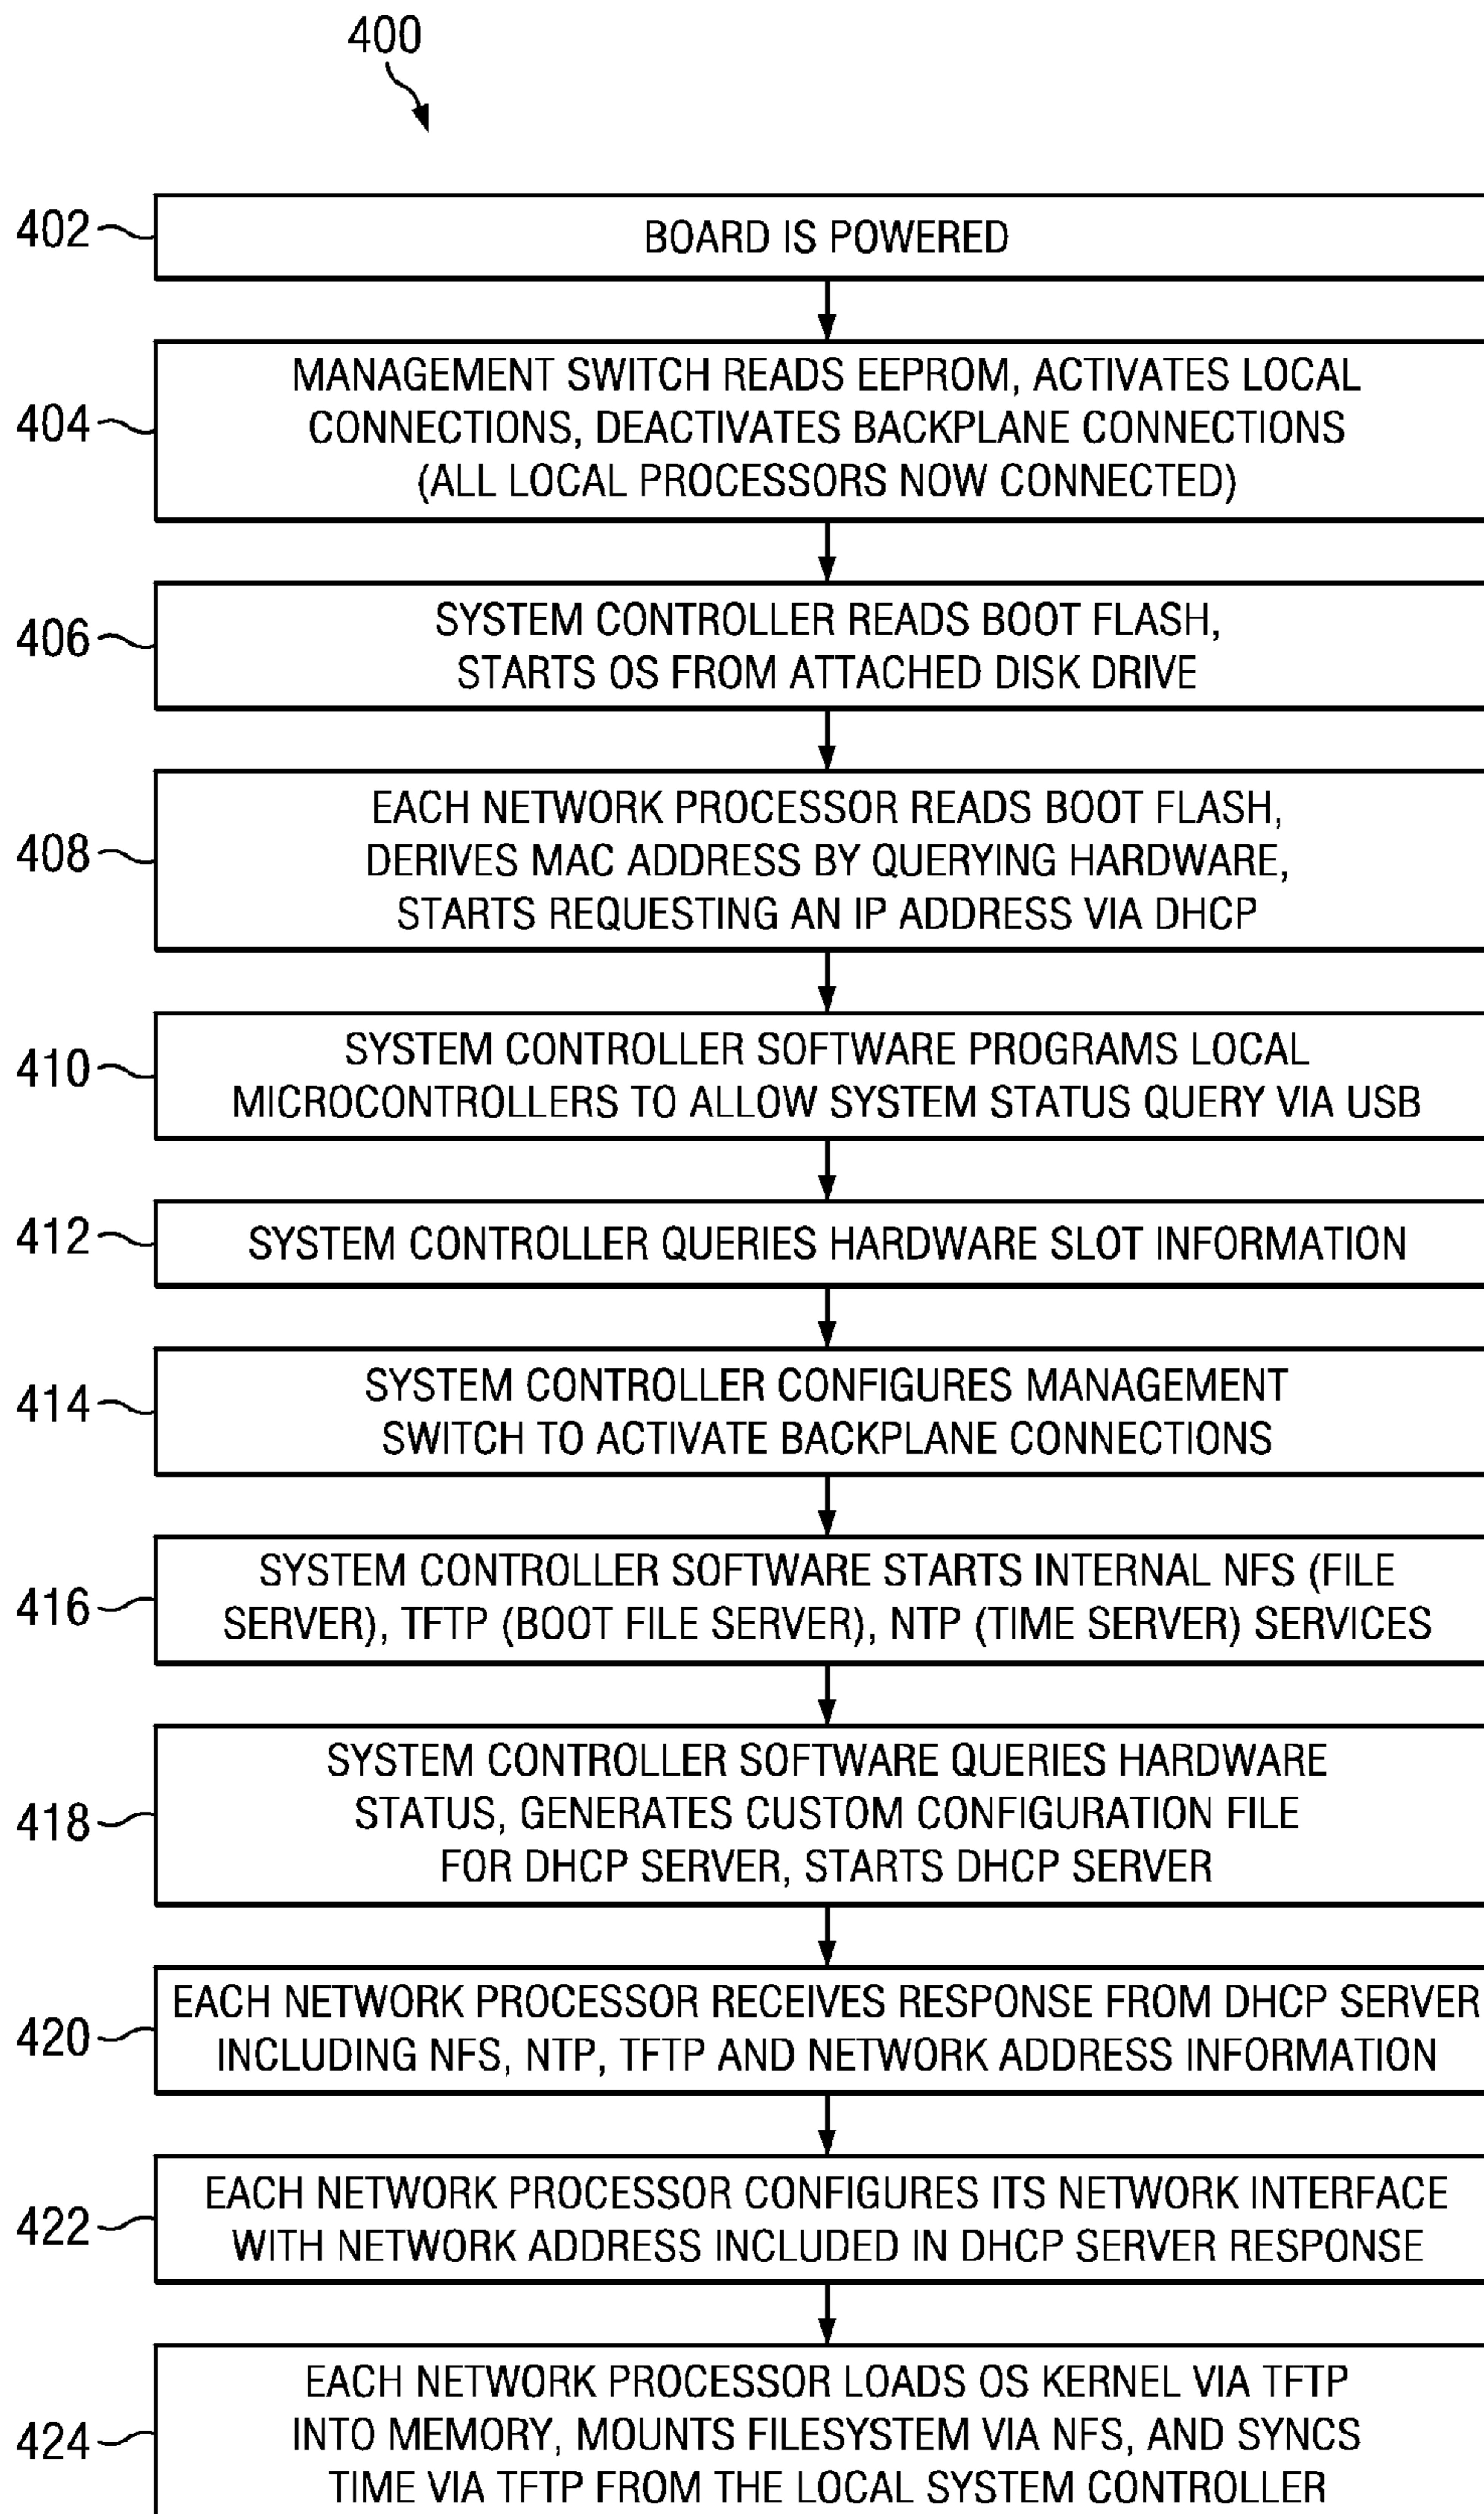 400
402
BOARD IS POWERED
404
MANAGEMENT SWITCH READS EEPROM, ACTIVATES LOCAL
CONNECTIONS, DEACTIVATES BACKPLANE CONNECTIONS
(ALL LOCAL PROCESSORS NOW CONNECTED)
406
SYSTEM CONTROLLER READS BOOT FLASH,
STARTS OS FROM ATTACHED DISK DRIVE
408
EACH NETWORK PROCESSOR READS BOOT FLASH,
DERIVES MAC ADDRESS BY QUERYING HARDWARE,
STARTS REQUESTING AN IP ADDRESS VIA DHCP
410
SYSTEM CONTROLLER SOFTWARE PROGRAMS LOCAL
MICROCONTROLLERS TO ALLOW SYSTEM STATUS QUERY VIA USB
412
SYSTEM CONTROLLER QUERIES HARDWARE SLOT INFORMATION
414
SYSTEM CONTROLLER CONFIGURES MANAGEMENT
SWITCH TO ACTIVATE BACKPLANE CONNECTIONS
416
SYSTEM CONTROLLER SOFTWARE STARTS INTERNAL NFS (FILE
SERVER), TFTP (BOOT FILE SERVER), NTP (TIME SERVER) SERVICES
418
SYSTEM CONTROLLER SOFTWARE QUERIES HARDWARE
STATUS, GENERATES CUSTOM CONFIGURATION FILE
FOR DHCP SERVER, STARTS DHCP SERVER
420
EACH NETWORK PROCESSOR RECEIVES RESPONSE FROM DHCP SERVER
INCLUDING NFS, NTP, TFTP AND NETWORK ADDRESS INFORMATION
422
EACH NETWORK PROCESSOR CONFIGURES ITS NETWORK INTERFACE
WITH NETWORK ADDRESS INCLUDED IN DHCP SERVER RESPONSE
424
EACH NETWORK PROCESSOR LOADS OS KERNEL VIA TFTP
INTO MEMORY, MOUNTS FILESYSTEM VIA NFS, AND SYNCS
TIME VIA TFTP FROM THE LOCAL SYSTEM CONTROLLER